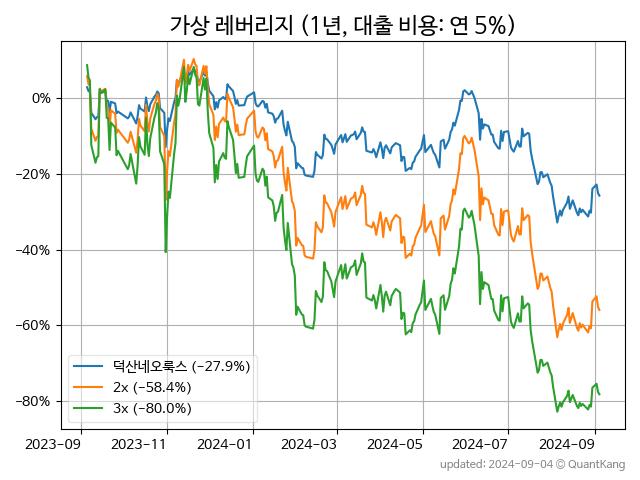 가상 레버리지 (1년, 대출 비용: 연 5%)
0%
−20%
−40%
−60%
−80%
덕산네오룩스 (−27.9%)
2x (−58.4%)
3x (−80.0%)
2023-09 2023-11 2024-01 2024-03 2024-05 2024-07 2024-09
updated: 2024-09-04 © QuantKang